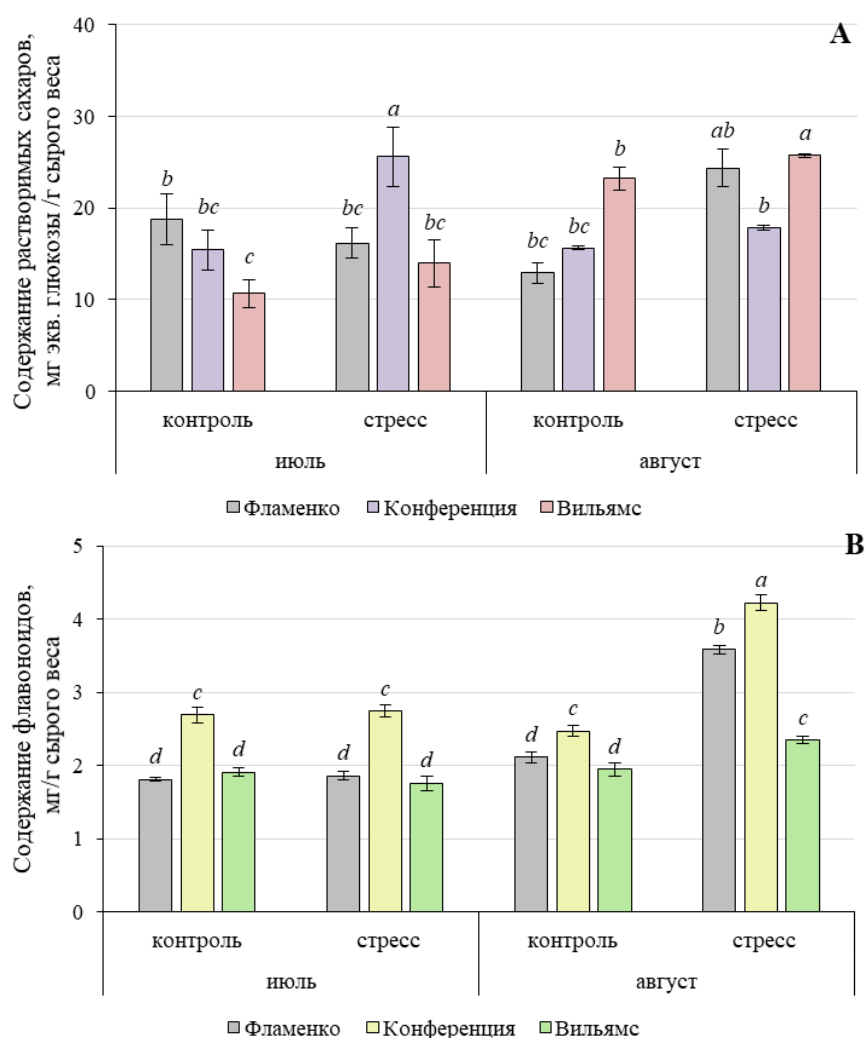 A
Содержание растворимых сахаров,
мг экв. глюкозы /г сырого веса
40
30
20
10
0
b
bc
c
bc
a
bc
bc
bc
b
ab
b
a
контроль
стресс
контроль
стресс
июль
август
Фламенко
Конференция
Вильямс
B
Содержание флавоноидов,
мг/г сырого веса
5
4
3
2
1
0
d
c
d
d
c
d
d
c
d
b
a
c
контроль
стресс
контроль
стресс
июль
август
Фламенко
Конференция
Вильямс